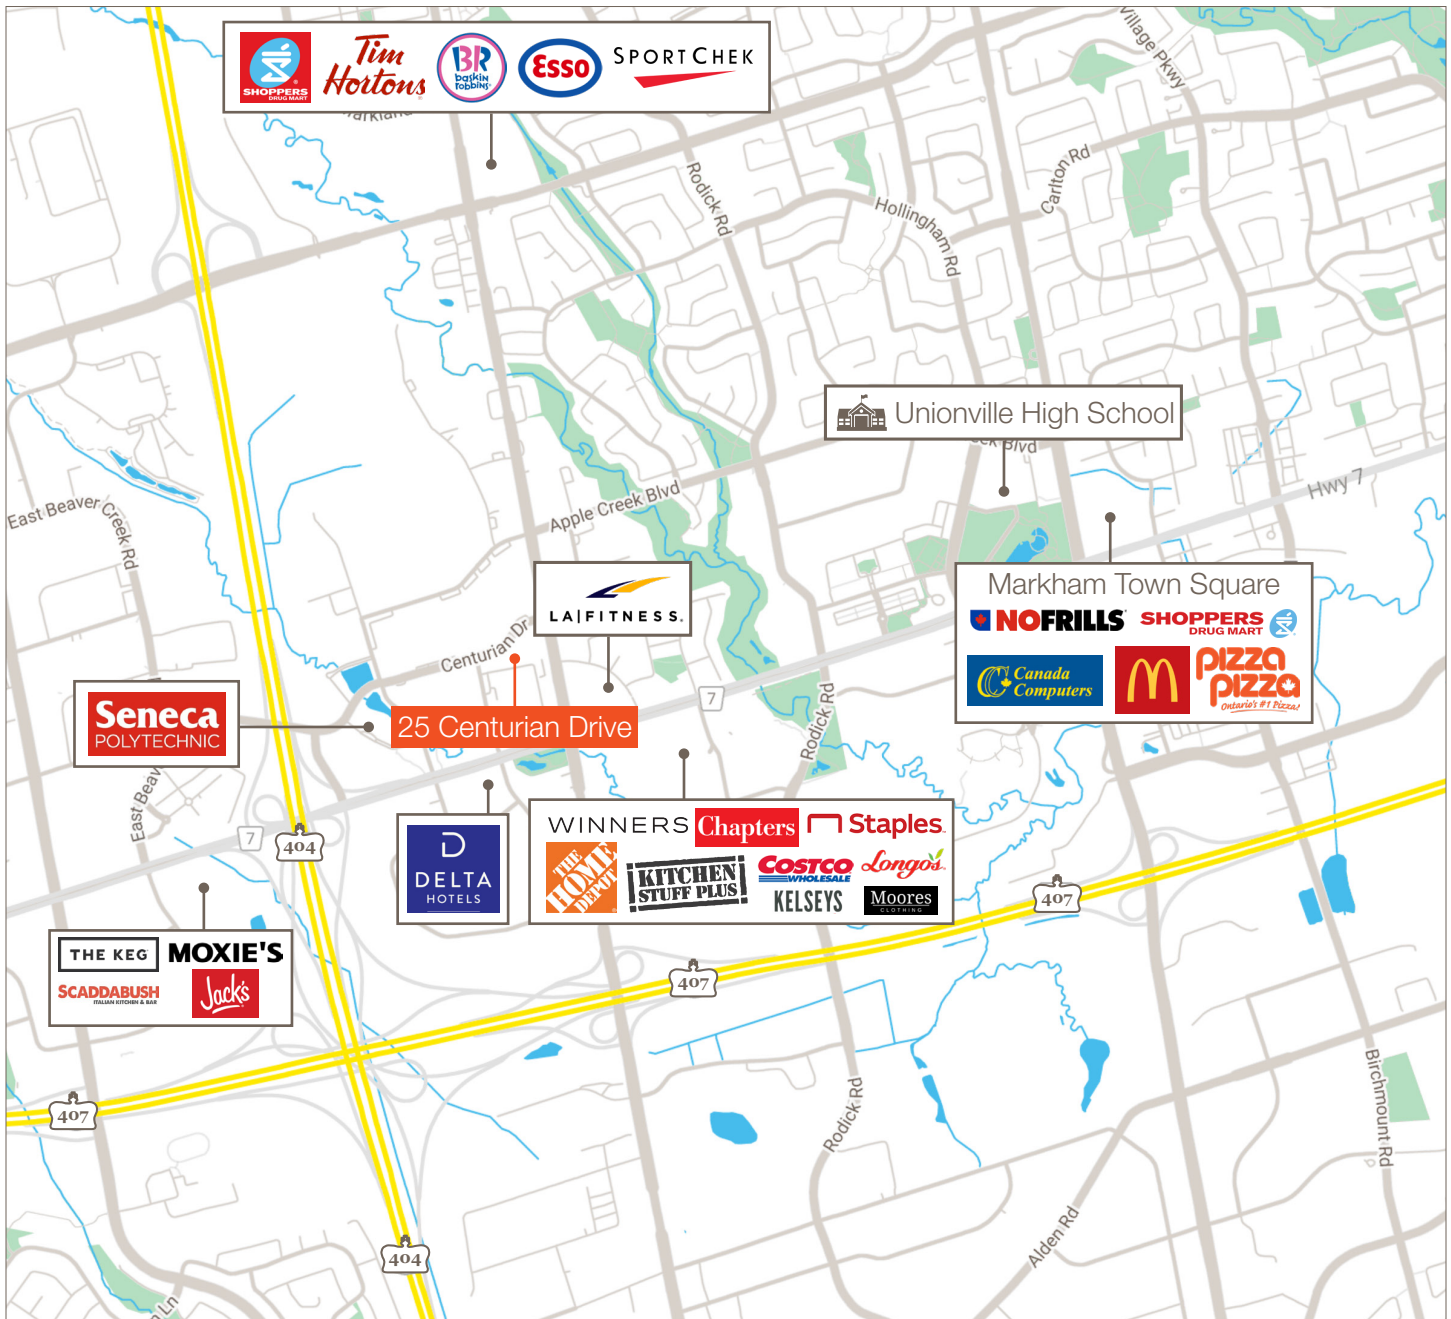 SHOPPERS
DRUG MART
Tim
Hortons
BR
baskin
robbins
Esso
SPORTCHEK
Village Pkwy
Rodick Rd
Carlton Rd
Hollingham Rd
Unionville High School
Hwy 7
East Beaver Creek Rd
Apple Creek Blvd
LA|FITNESS.
Markham Town Square
NOFRILLS
SHOPPERS
DRUG MART
Canada
Computers
M
pizza
pizza
Ontario's #1 Pizza!
Centurian Dr
7
Seneca
POLYTECHNIC
25 Centurian Drive
Rodick Rd
East Beav
7
404
D
DELTA
HOTELS
WINNERS
Chapters
Staples
THE
HOME
DEPOT
KITCHEN
STUFF PLUS
COSTCO
WHOLESALE
Longo's
KELSEYS
Moores
CLOTHING
407
THE KEG
MOXIE'S
SCADDABUSH
ITALIAN KITCHEN & BAR
Jack's
407
407
Rodick Rd
Birchmount Rd
Alden Rd
404
Ln